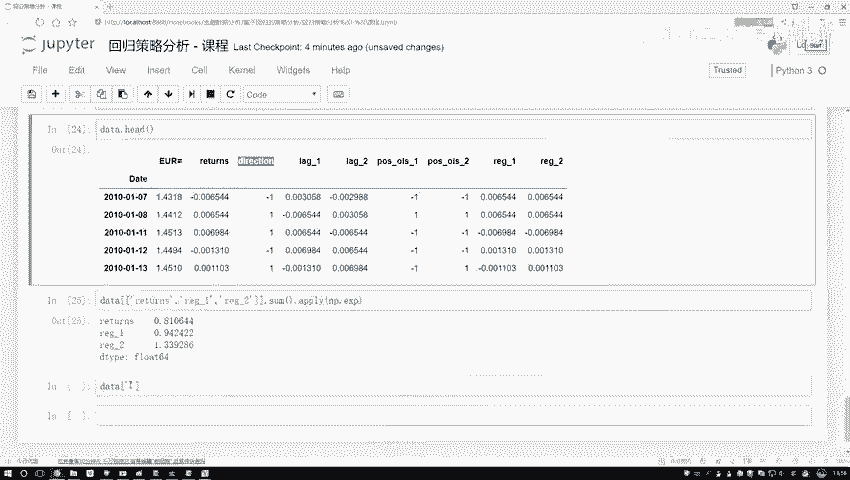 jupyter 回归策略分析 - 课程 Last Checkpoint: 4 minutes ago (unsaved changes)
File Edit View Insert Cell Kernel Widgets Help
Trusted Python 3
Code
In [24]: data.head()
Out[24]:
EUR= returns direction lag_1 lag_2 pos_ols_1 pos_ols_2 reg_1 reg_2
Date
2010-01-07 1.4318 -0.006544 -1 0.003058 -0.002988 -1 -1 0.006544 0.006544
2010-01-08 1.4412 0.006544 1 -0.006544 0.003058 1 1 0.006544 0.006544
2010-01-11 1.4513 0.006984 1 0.006544 -0.006544 -1 -1 -0.006984 -0.006984
2010-01-12 1.4494 -0.001310 -1 0.006984 0.006544 -1 -1 0.001310 0.001310
2010-01-13 1.4510 0.001103 1 -0.001310 0.006984 -1 1 -0.001103 0.001103
In [25]: data[['returns','reg_1','reg_2']].sum().apply(np.exp)
Out[25]: returns 0.810644
reg_1 0.942422
reg_2 1.339286
dtype: float64
In [ ]: data['']
In [ ]: